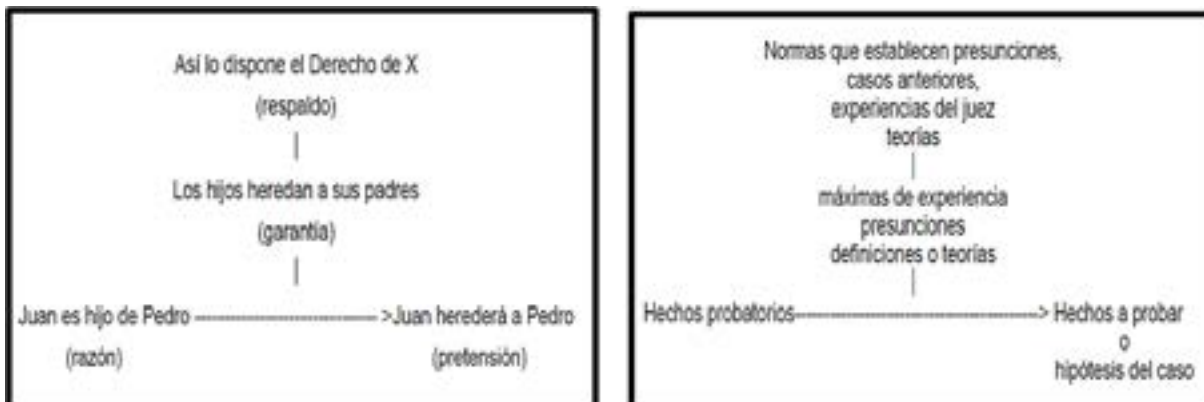 Así lo dispone el Derecho de X
(respaldo)
Los hijos heredan a sus padres
(garantía)
Juan es hijo de Pedro ---------------------------- >Juan heredará a Pedro
(razón) (pretensión)
Normas que establecen presunciones,
casos anteriores,
experiencias del juez
teorías
máximas de experiencia
presunciones
definiciones o teorías
Hechos probatorios-------------------------------------> Hechos a probar
o
hipótesis del caso